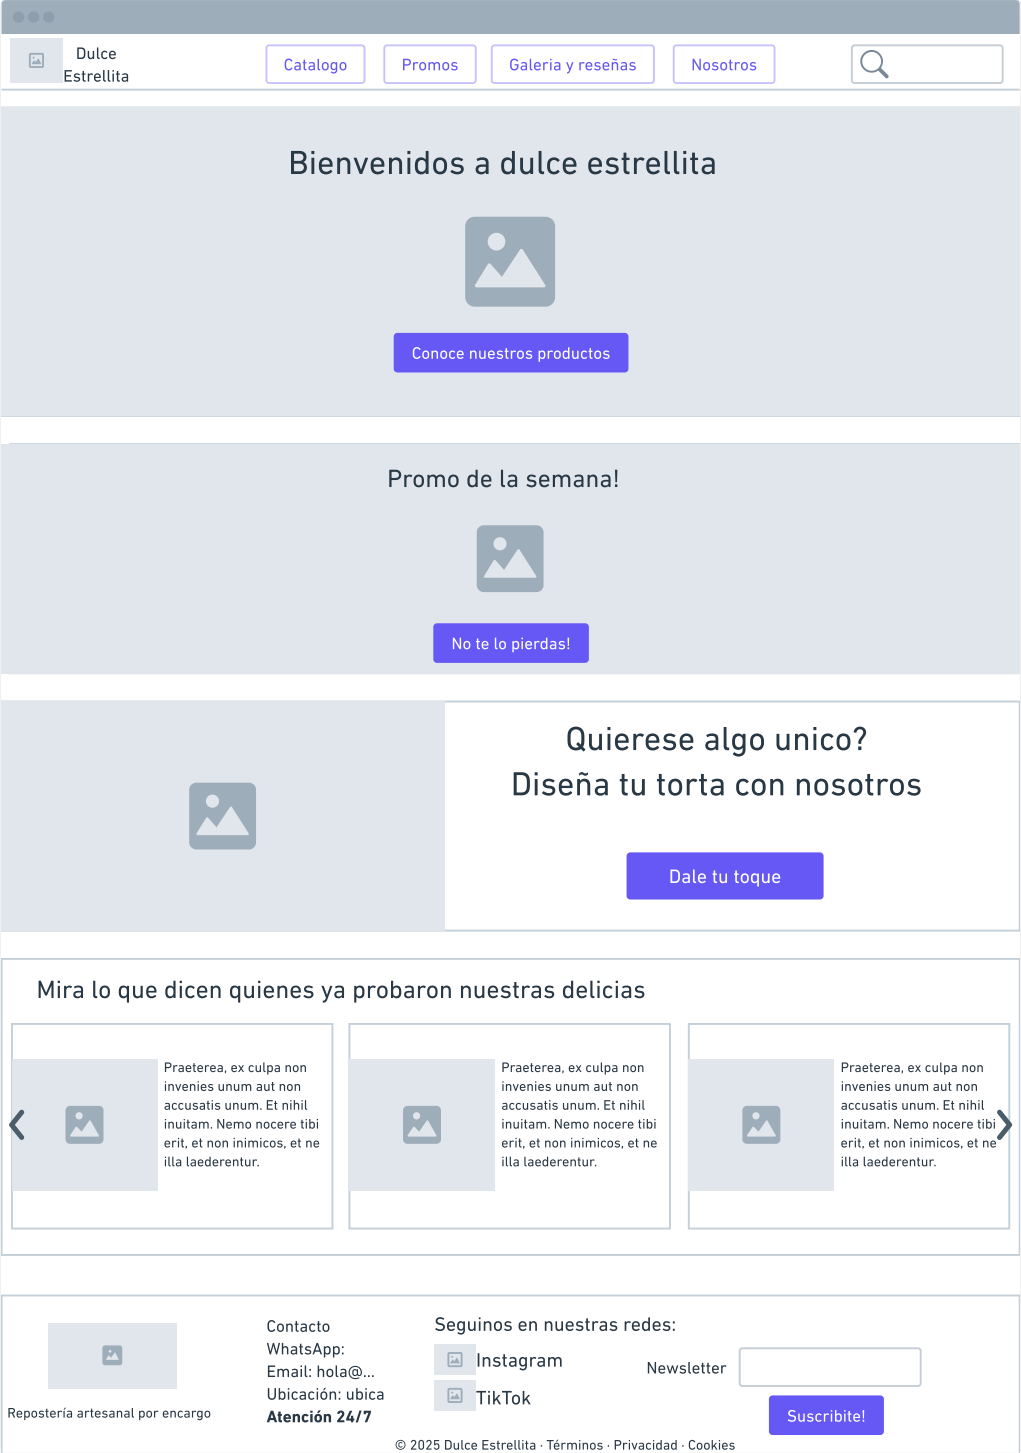 Dulce
Estrellita
Catalogo
Promos
Galeria y reseñas
Nosotros
Bienvenidos a dulce estrellita
Conoce nuestros productos
Promo de la semana!
No te lo pierdas!
Quierese algo unico?
Diseña tu torta con nosotros
Dale tu toque
Mira lo que dicen quienes ya probaron nuestras delicias
Praeterea, ex culpa non
invenies unum aut non
accusatis unum. Et nihil
inuitam. Nemo nocere tibi
erit, et non inimicos, et ne
illa laederentur.
Praeterea, ex culpa non
invenies unum aut non
accusatis unum. Et nihil
inuitam. Nemo nocere tibi
erit, et non inimicos, et ne
illa laederentur.
Praeterea, ex culpa non
invenies unum aut non
accusatis unum. Et nihil
inuitam. Nemo nocere tibi
erit, et non inimicos, et ne
illa laederentur.
Repostería artesanal por encargo
Contacto
WhatsApp:
Email: hola@...
Ubicación: ubica
Atención 24/7
Seguinos en nuestras redes:
Instagram
TikTok
Newsletter
Suscribite!
© 2025 Dulce Estrellita · Términos · Privacidad · Cookies